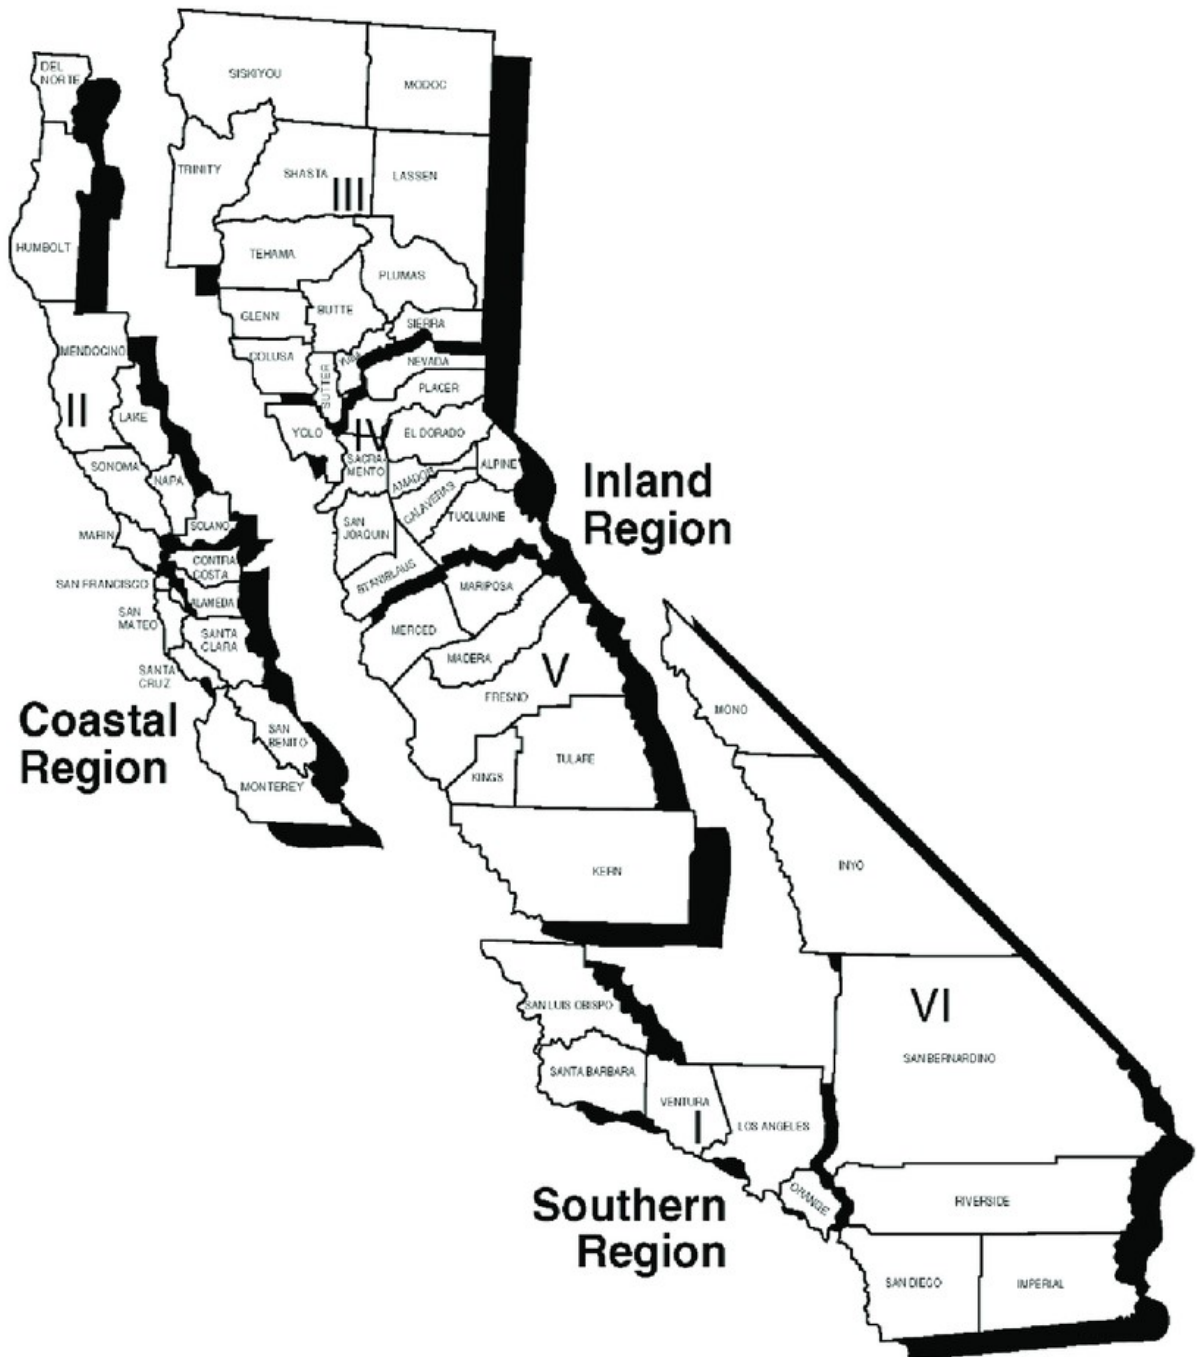 DEL
NORTE
SISKIYOU
MODOC
TRINITY
SHASTA
LASSEN
III
HUMBOLT
TEHAMA
PLUMAS
GLENN
BUTTE
SIERRA
MENDOCINO
COLUSA
SUTTER
NEVADA
PLACER
II
LAKE
YOLO
IV
EL DORADO
SONOMA
NAPA
SACRA-
MENTO
AMADOR
ALPINE
CALAVERAS
Inland
Region
SOLANO
SAN
JOAQUIN
TUOLUMNE
MARIN
CONTRA
COSTA
STANISLAUS
SAN FRANCISCO
ALAMEDA
MARIPOSA
SAN
MATEO
SANTA
CLARA
MERCED
MADERA
V
SANTA
CRUZ
FRESNO
MONO
Coastal
Region
SAN
BENITO
TULARE
KINGS
MONTEREY
KERN
INYO
SAN LUIS OBISPO
VI
SAN BERNARDINO
SANTA BARBARA
VENTURA
I
LOS ANGELES
ORANGE
RIVERSIDE
Southern
Region
SAN DIEGO
IMPERIAL